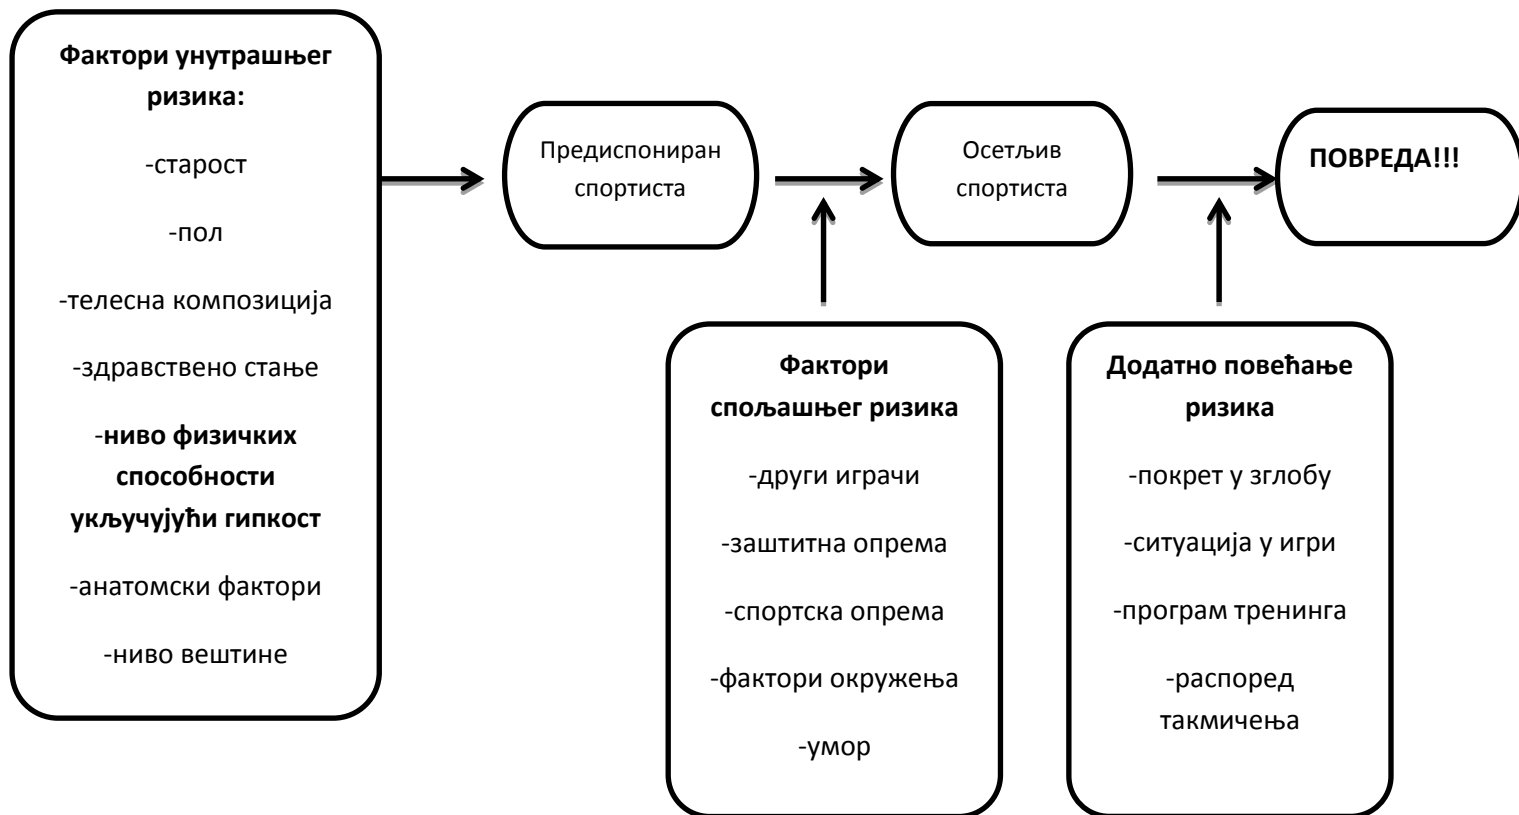 Фактори унутрашњег
ризика:
-старост
-пол
-телесна композиција
-здравствено стање
-ниво физичких
способности
укључујући гипкост
-анатомски фактори
-ниво вештине
Предиспониран
спортиста
Осетљив
спортиста
ПОВРЕДА!!!
Фактори
спољашњег ризика
-други играчи
-заштитна опрема
-спортска опрема
-фактори окружења
-умор
Додатно повећање
ризика
-покрет у зглобу
-ситуација у игри
-програм тренинга
-распоред
такмичења